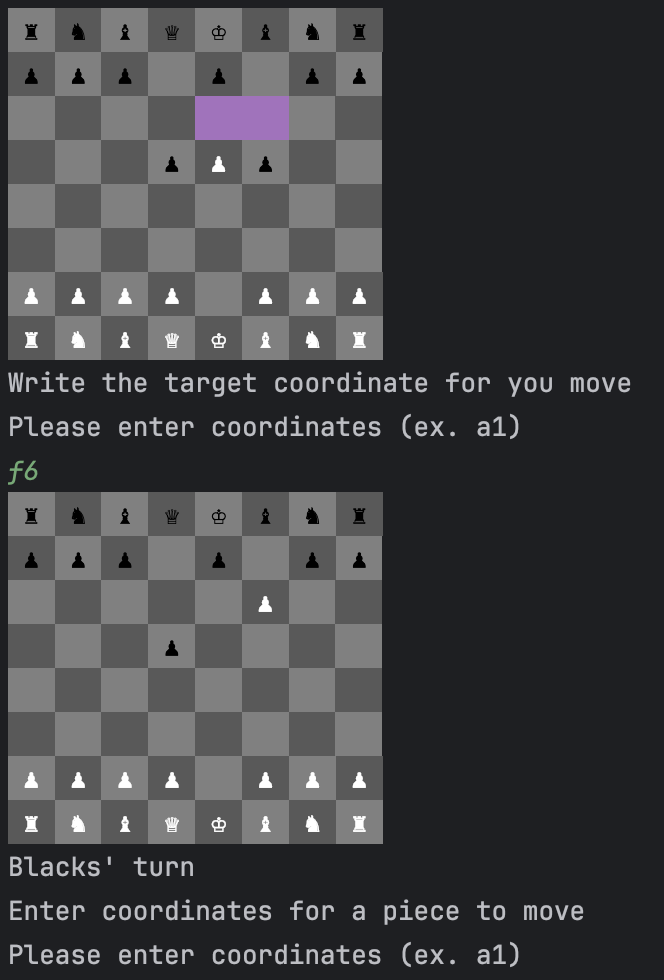 Write the target coordinate for you move
Please enter coordinates (ex. a1)
f6
Blacks' turn
Enter coordinates for a piece to move
Please enter coordinates (ex. a1)